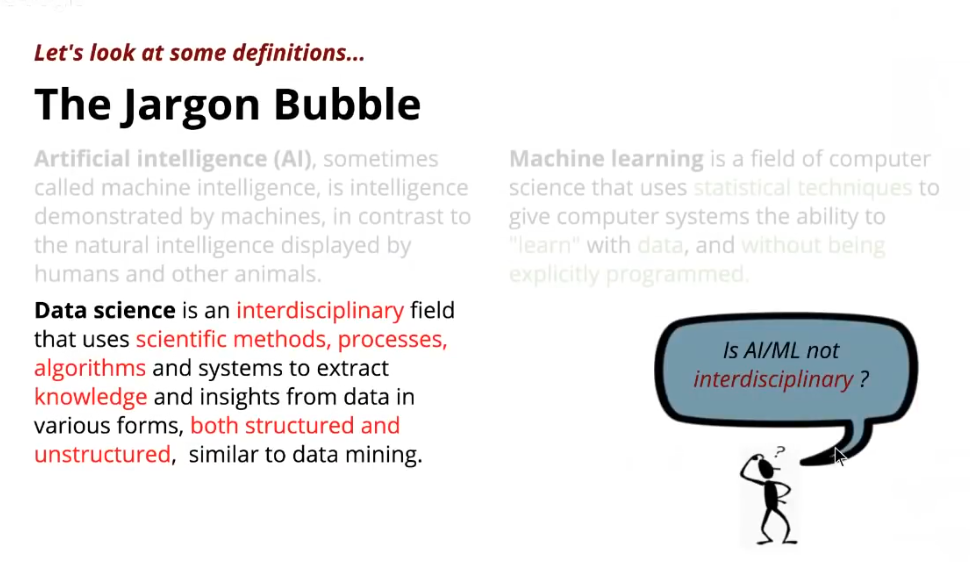 Let's look at some definitions...
The Jargon Bubble
Artificial intelligence (AI), sometimes
called machine intelligence, is intelligence
demonstrated by machines, in contrast to
the natural intelligence displayed by
humans and other animals.
Machine learning is a field of computer
science that uses statistical techniques to
give computer systems the ability to
"learn" with data, and without being
explicitly programmed.
Data science is an interdisciplinary field
that uses scientific methods, processes,
algorithms and systems to extract
knowledge and insights from data in
various forms, both structured and
unstructured,  similar to data mining.
Is AI/ML not
interdisciplinary ?
?